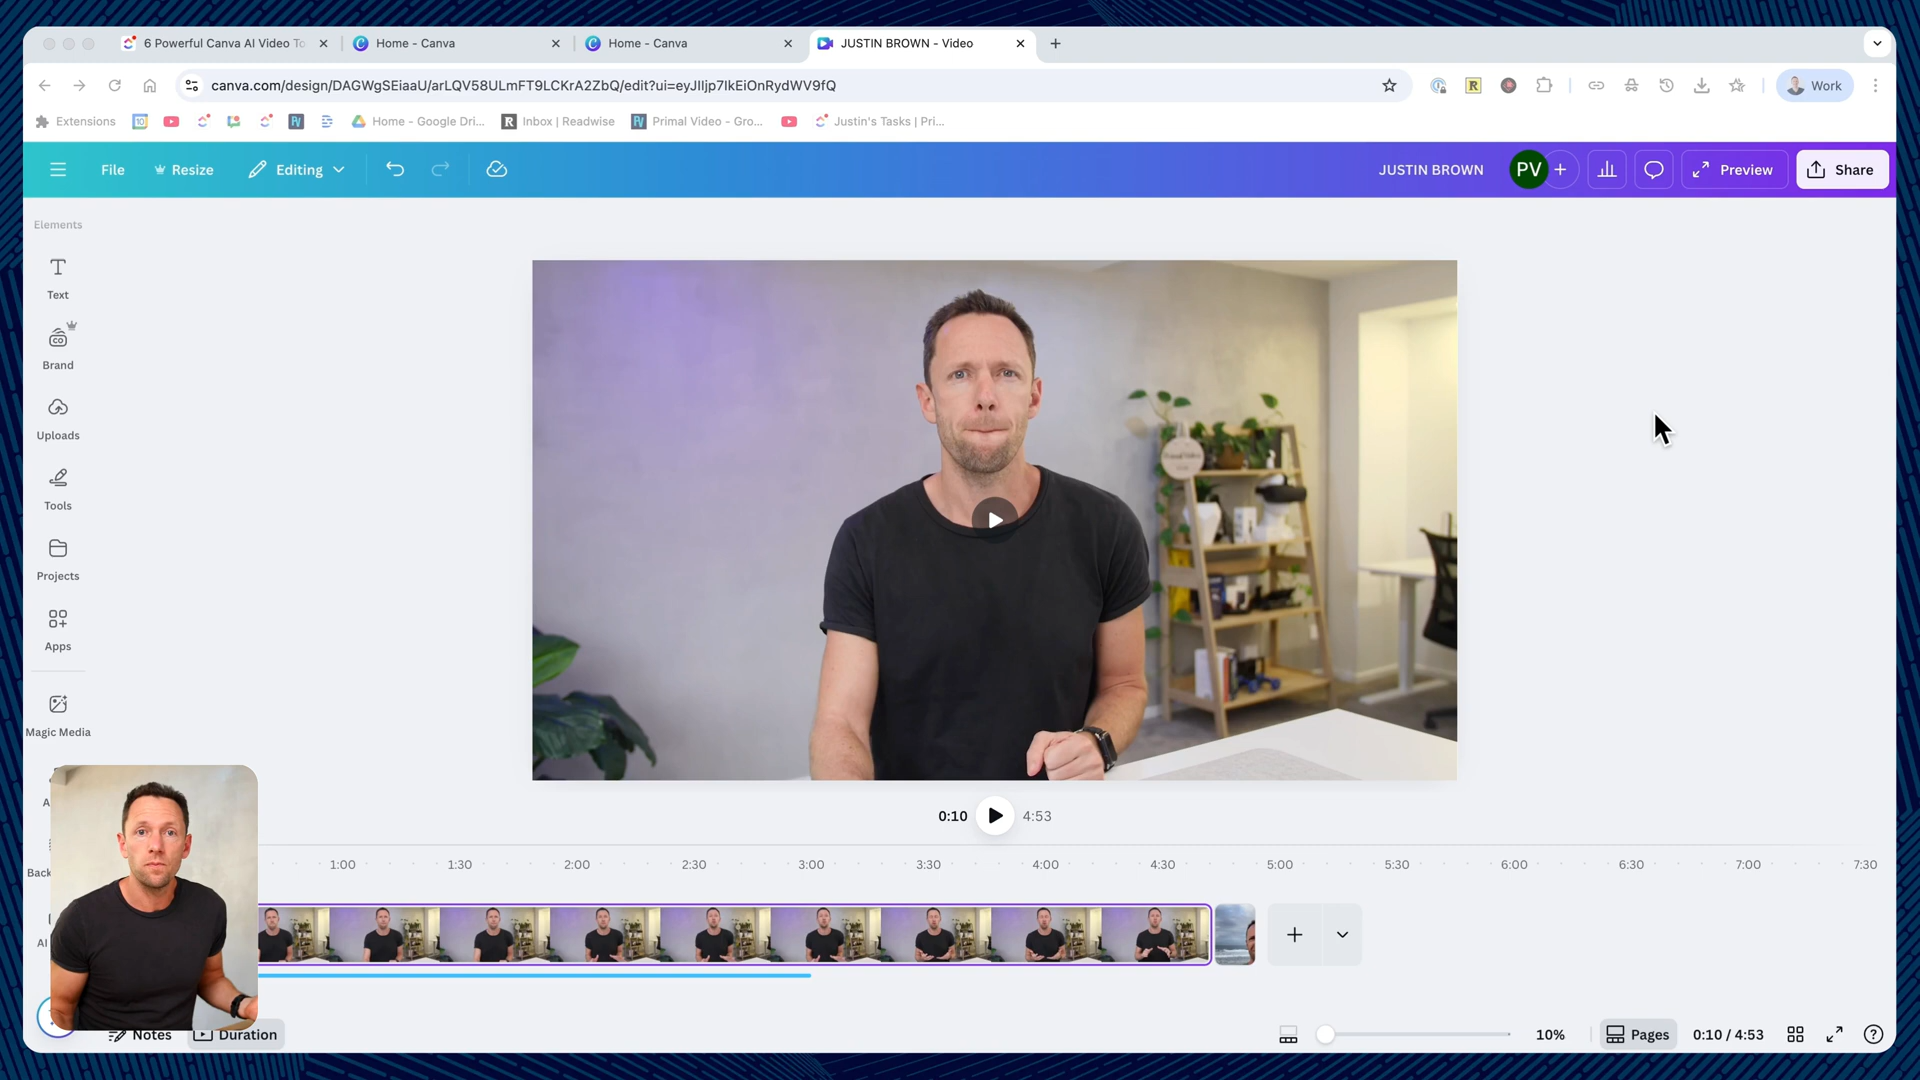 6 Powerful Canva AI Video To
Home - Canva
Home - Canva
JUSTIN BROWN - Video
canva.com/design/DAGWgSEiaaU/arLQV58ULmFT9LCKrA2ZbQ/edit?ui=eyJIIjp7IkEiOnRydWV9fQ
Work
Extensions
Home - Google Dri...
Inbox | Readwise
Primal Video - Gro...
Justin's Tasks | Pri...
File
Resize
Editing
JUSTIN BROWN
PV
Preview
Share
Elements
Text
Brand
Uploads
Tools
Projects
Apps
Magic Media
A
Back
AI
0:10
4:53
1:00
1:30
2:00
2:30
3:00
3:30
4:00
4:30
5:00
5:30
6:00
6:30
7:00
7:30
Notes
Duration
10%
Pages
0:10 / 4:53